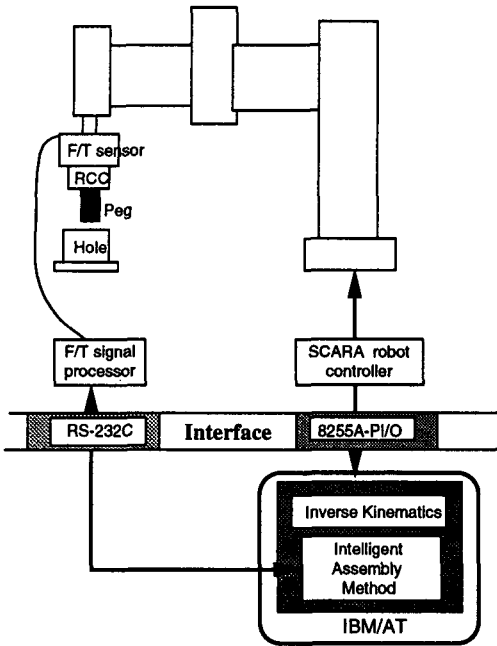 F/T sensor
RCC
Peg
Hole
F/T signal
processor
SCARA robot
controller
RS-232C
Interface
8255A-PI/O
Inverse Kinematics
Intelligent
Assembly
Method
IBM/AT